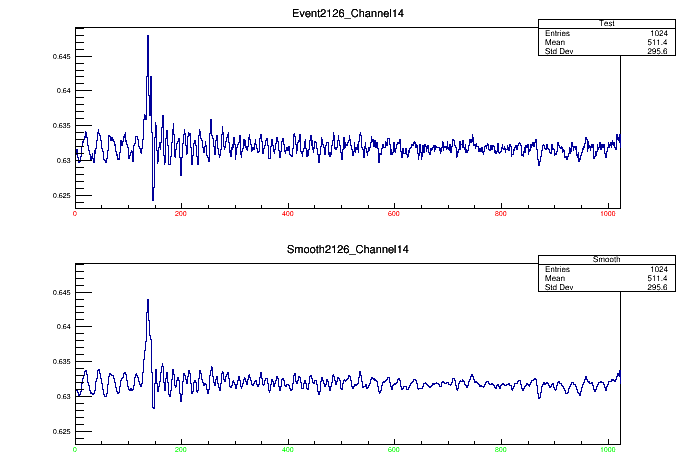 Event2126_Channel14
Test
Entries 1024
Mean 511.4
Std Dev 295.6
0.645
0.64
0.635
0.63
0.625
0 200 400 600 800 1000
Smooth2126_Channel14
Smooth
Entries 1024
Mean 511.4
Std Dev 295.6
0.645
0.64
0.635
0.63
0.625
0 200 400 600 800 1000